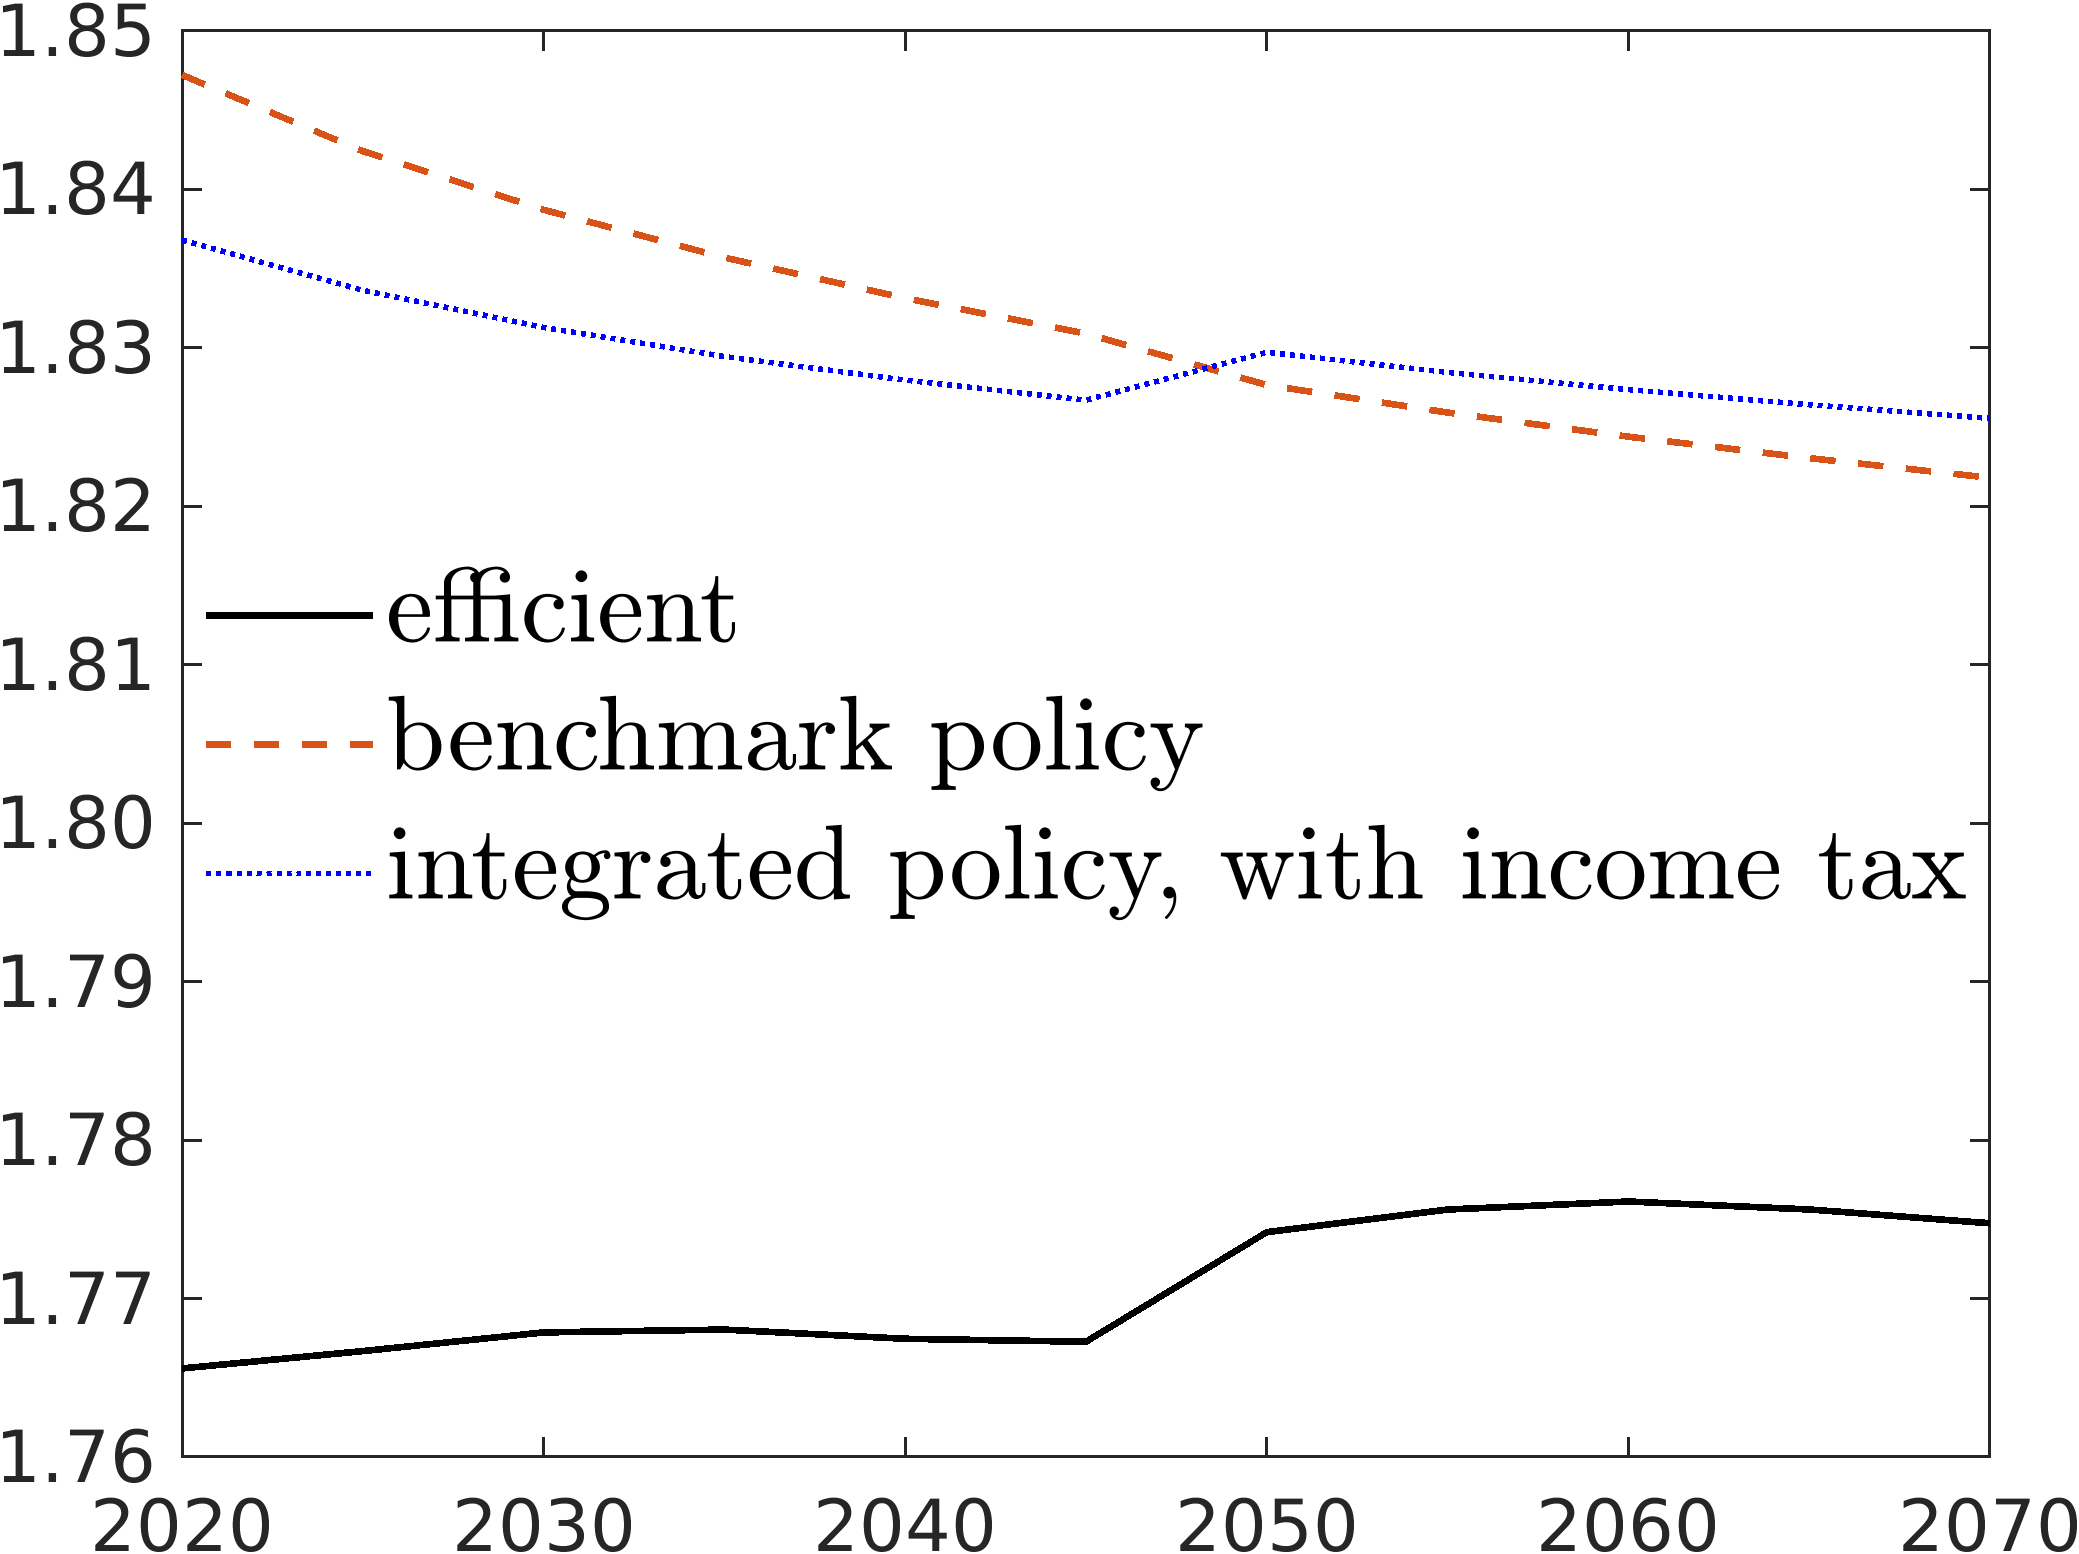 1.85
1.84
1.83
1.82
1.81
1.80
1.79
1.78
1.77
1.76
efficient
benchmark policy
integrated policy, with income tax
2020 2030 2040 2050 2060 2070